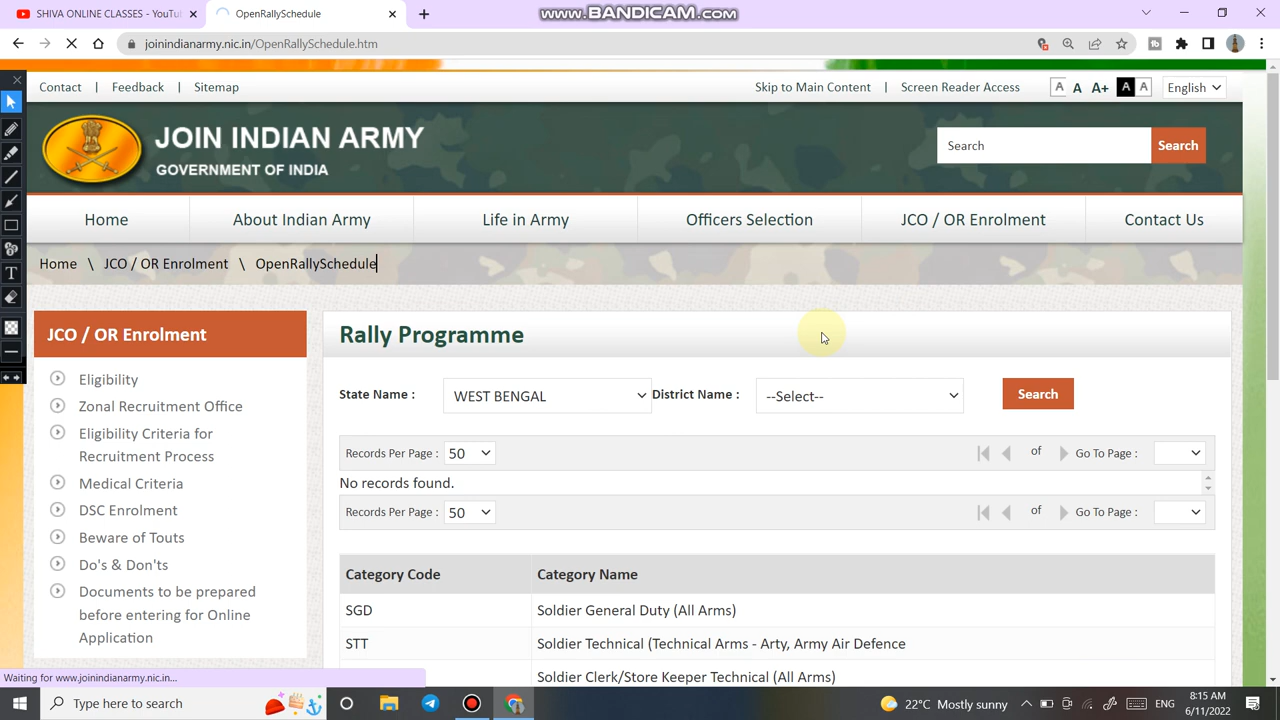 www.BANDICAM.com
SHIVA ONLINE CLASSES - YouTu
OpenRallySchedule
joinindianarmy.nic.in/OpenRallySchedule.htm
Contact | Feedback | Sitemap
Skip to Main Content | Screen Reader Access
A A A+ A A
English
JOIN INDIAN ARMY
GOVERNMENT OF INDIA
Search
Search
Home
About Indian Army
Life in Army
Officers Selection
JCO / OR Enrolment
Contact Us
Home \ JCO / OR Enrolment \ OpenRallySchedule
JCO / OR Enrolment
Eligibility
Zonal Recruitment Office
Eligibility Criteria for
Recruitment Process
Medical Criteria
DSC Enrolment
Beware of Touts
Do's & Don'ts
Documents to be prepared
before entering for Online
Application
Rally Programme
State Name : WEST BENGAL District Name : --Select-- Search
Records Per Page : 50 of Go To Page :
No records found.
Records Per Page : 50 of Go To Page :
Category Code Category Name
SGD Soldier General Duty (All Arms)
STT Soldier Technical (Technical Arms - Arty, Army Air Defence
Soldier Clerk/Store Keeper Technical (All Arms)
Waiting for www.joinindianarmy.nic.in...
Type here to search
22°C Mostly sunny
ENG
8:15 AM
6/11/2022